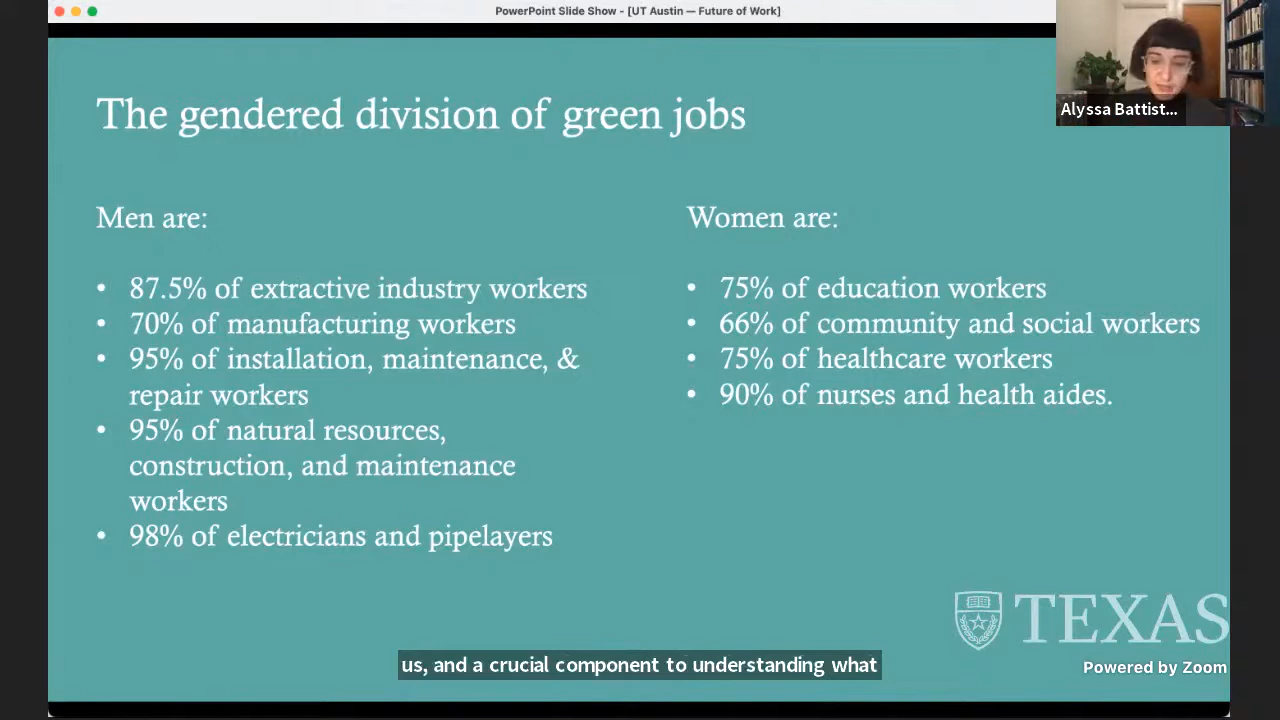 PowerPoint Slide Show - [UT Austin — Future of Work]
Alyssa Battist...
The gendered division of green jobs
Men are:
• 87.5% of extractive industry workers
• 70% of manufacturing workers
• 95% of installation, maintenance, &
repair workers
• 95% of natural resources,
construction, and maintenance
workers
• 98% of electricians and pipelayers
Women are:
• 75% of education workers
• 66% of community and social workers
• 75% of healthcare workers
• 90% of nurses and health aides.
TEXAS
us, and a crucial component to understanding what
Powered by Zoom